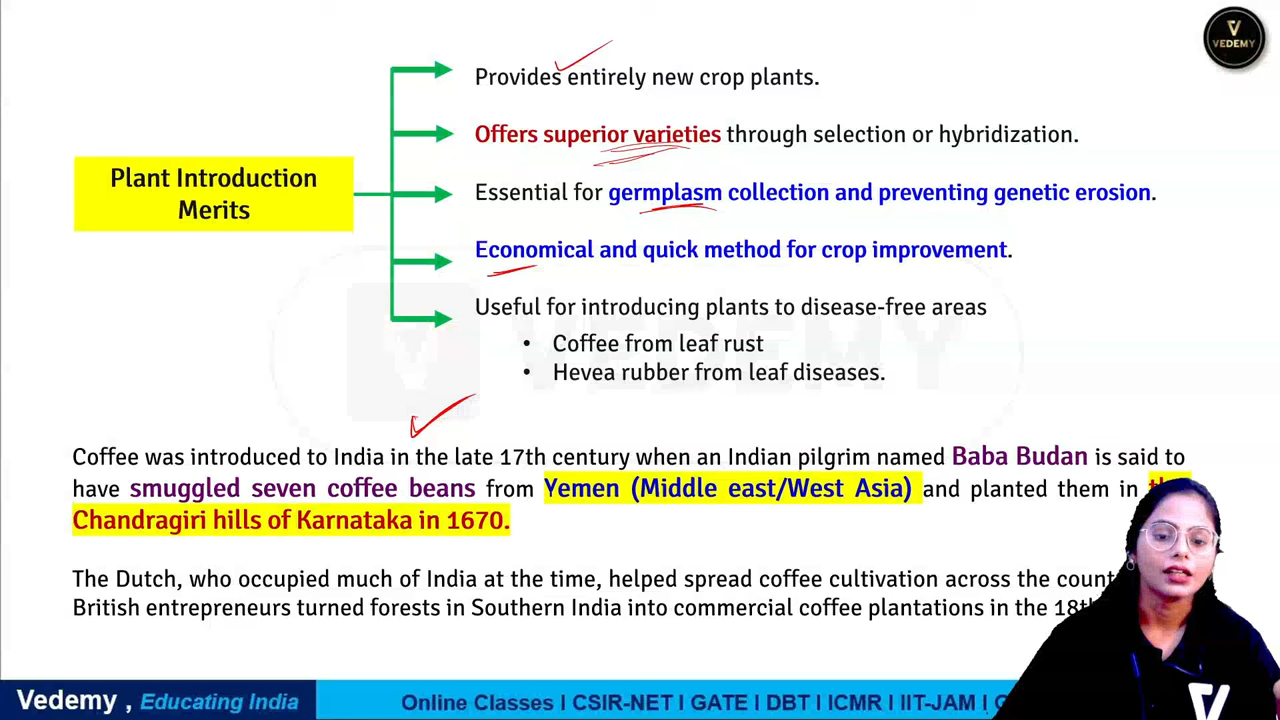 VEDEMY
Provides entirely new crop plants.
Offers superior varieties through selection or hybridization.
Plant Introduction
Merits
Essential for germplasm collection and preventing genetic erosion.
Economical and quick method for crop improvement.
Useful for introducing plants to disease-free areas
• Coffee from leaf rust
• Hevea rubber from leaf diseases.
VEDEMY
Coffee was introduced to India in the late 17th century when an Indian pilgrim named Baba Budan is said to
have smuggled seven coffee beans from Yemen (Middle east/West Asia) and planted them in
Chandragiri hills of Karnataka in 1670.
The Dutch, who occupied much of India at the time, helped spread coffee cultivation across the
British entrepreneurs turned forests in Southern India into commercial coffee plantations in the
Vedemy , Educating India
Online Classes I CSIR-NET I GATE I DBT I ICMR I IIT-JAM I